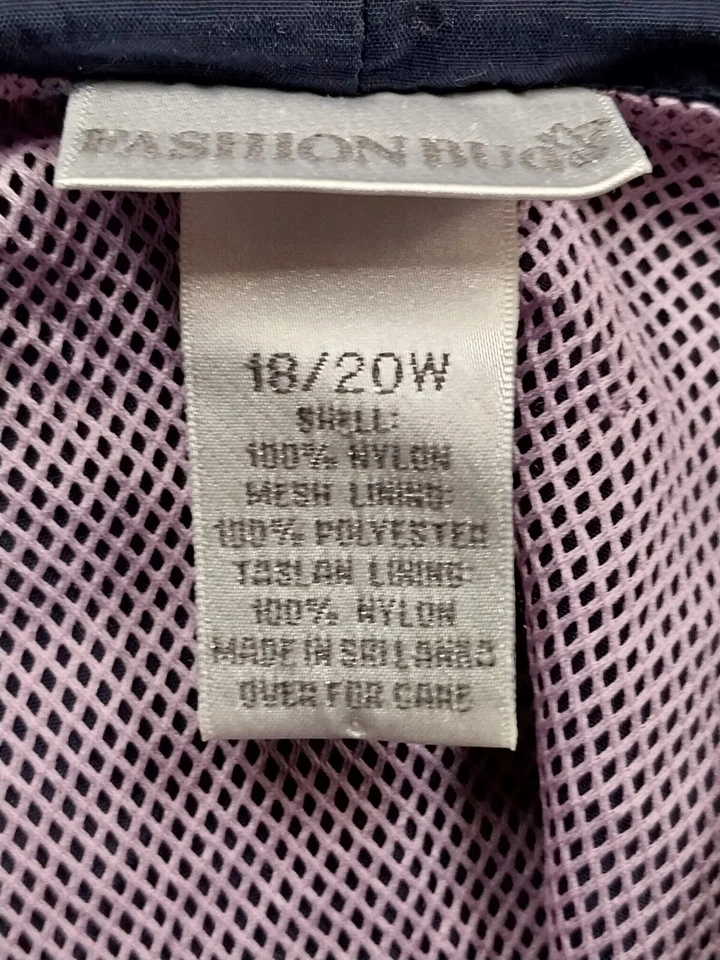 FASHION BUG
18/20W
SHELL:
100% NYLON
MESH LINING:
100% POLYESTER
TASLAN LINING:
100% NYLON
MADE IN SRI LANKA
OVER FOR CARE